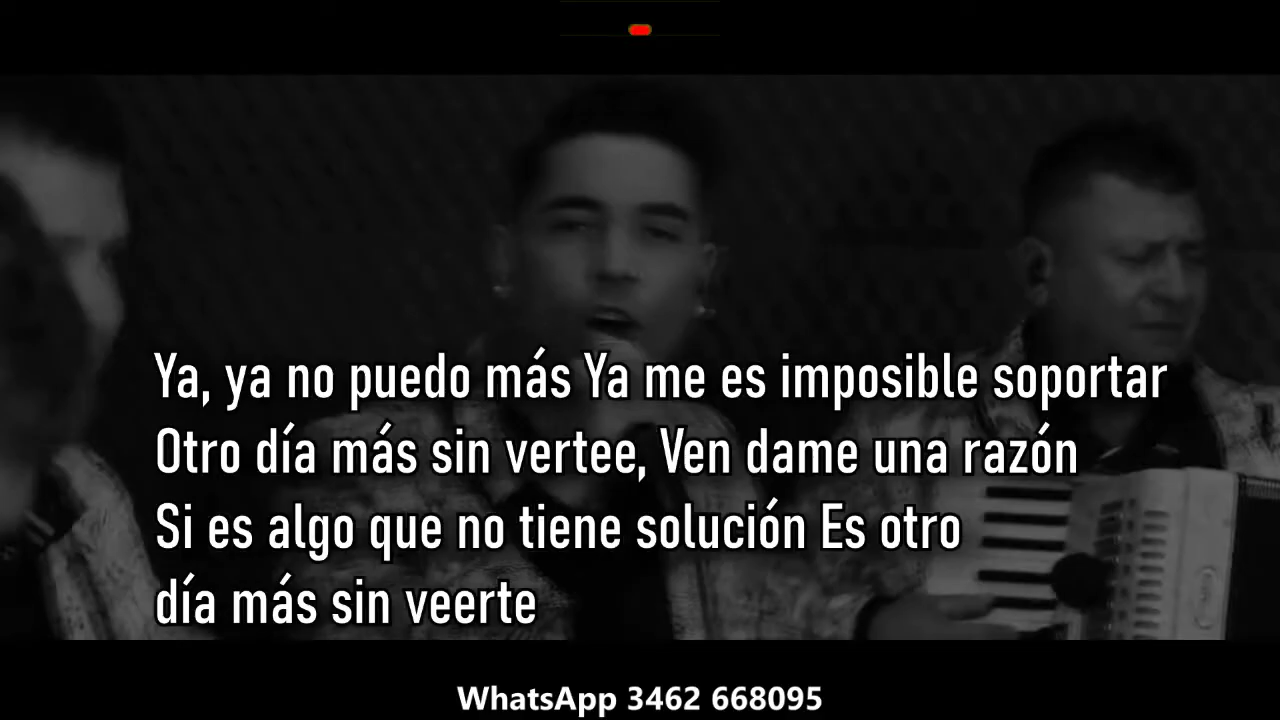 Ya, ya no puedo más Ya me es imposible soportar
Otro día más sin vertee, Ven dame una razón
Si es algo que no tiene solución Es otro
día más sin veerte
WhatsApp 3462 668095